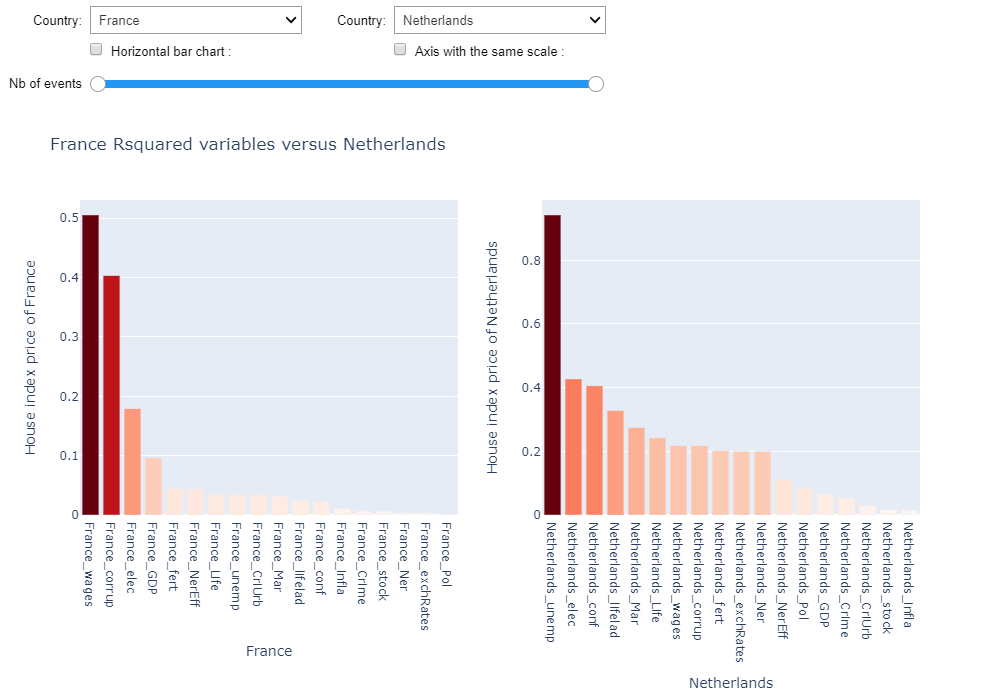 Country: France Country: Netherlands
Horizontal bar chart : Axis with the same scale :
Nb of events
France Rsquared variables versus Netherlands
House index price of France
0.5
0.4
0.3
0.2
0.1
0
France_wages
France_corrup
France_elec
France_GDP
France_fert
France_NerEff
France_LIfe
France_unemp
France_CrIUrb
France_Mar
France_lIfelad
France_conf
France_InfIa
France_CrIme
France_stock
France_Ner
France_exchRates
France_Pol
France
House index price of Netherlands
0.8
0.6
0.4
0.2
0
Netherlands_unemp
Netherlands_elec
Netherlands_conf
Netherlands_lIfelad
Netherlands_Mar
Netherlands_LIfe
Netherlands_wages
Netherlands_corrup
Netherlands_fert
Netherlands_exchRates
Netherlands_Ner
Netherlands_NerEff
Netherlands_Pol
Netherlands_GDP
Netherlands_CrIme
Netherlands_CrIUrb
Netherlands_stock
Netherlands_InfIa
Netherlands